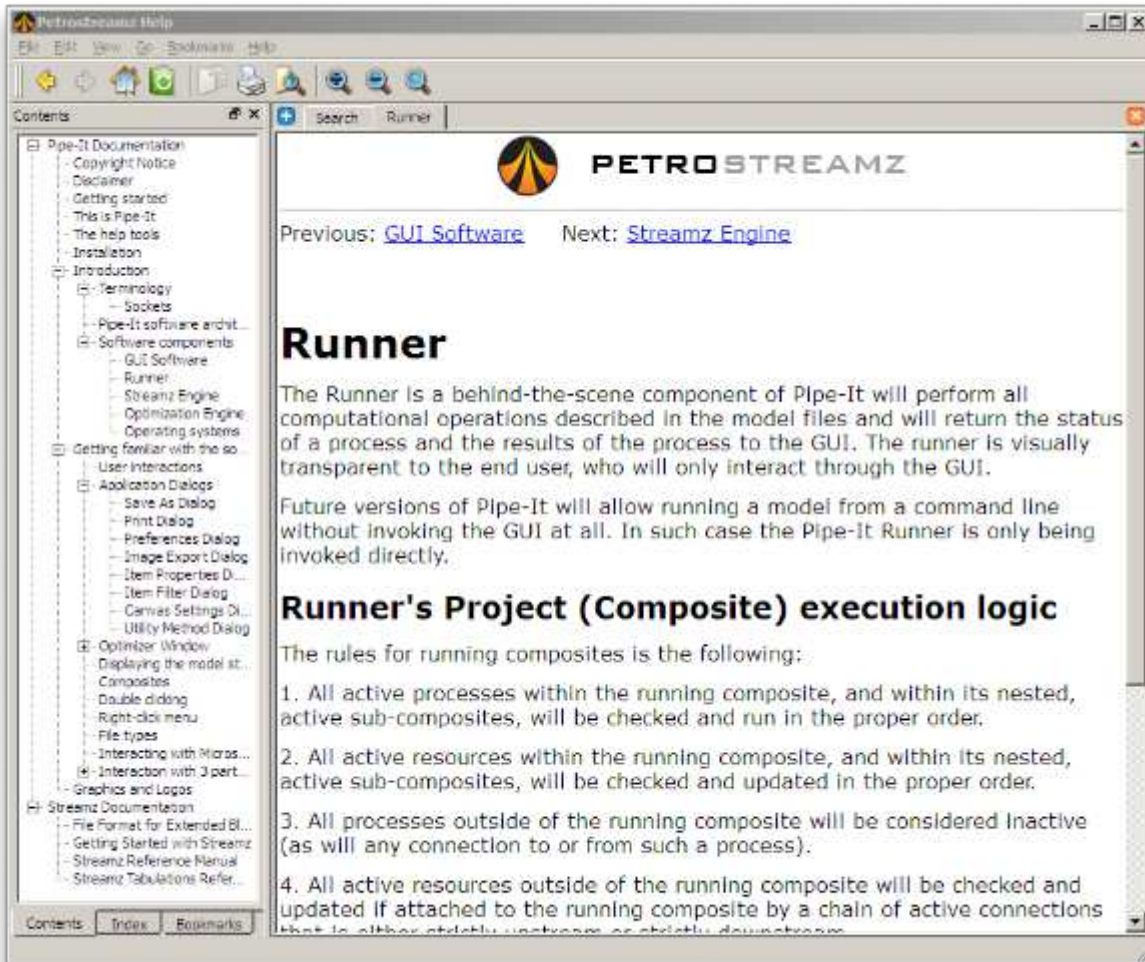 Petrostreamz Help
File Edit View Go Bookmarks Help
Contents
Search Runner
Pipe-It Documentation
Copyright Notice
Disclaimer
Getting started
This is Pipe-It
The help tools
Installation
Introduction
Terminology
Sockets
Pipe-It software archit...
Software components
GUI Software
Runner
Streamz Engine
Optimization Engine
Operating systems
Getting familiar with the so...
User interactions
Application Dialogs
Save As Dialog
Print Dialog
Preferences Dialog
Image Export Dialog
Item Properties D...
Item Filter Dialog
Canvas Settings Di...
Utility Method Dialog
Optimizer Window
Displaying the model st...
Composites
Double clicking
Right-click menu
File types
Interacting with Micros...
Interaction with 3 part...
Graphics and Logos
Streamz Documentation
File Format for Extended Bl...
Getting Started with Streamz
Streamz Reference Manual
Streamz Tabulations Refer...
Contents Index Bookmarks
PETROSTREAMZ
Previous: GUI Software Next: Streamz Engine
Runner
The Runner is a behind-the-scene component of Pipe-It will perform all
computational operations described in the model files and will return the status
of a process and the results of the process to the GUI. The runner is visually
transparent to the end user, who will only interact through the GUI.
Future versions of Pipe-It will allow running a model from a command line
without invoking the GUI at all. In such case the Pipe-It Runner is only being
invoked directly.
Runner's Project (Composite) execution logic
The rules for running composites is the following:
1. All active processes within the running composite, and within its nested,
active sub-composites, will be checked and run in the proper order.
2. All active resources within the running composite, and within its nested,
active sub-composites, will be checked and updated in the proper order.
3. All processes outside of the running composite will be considered inactive
(as will any connection to or from such a process).
4. All active resources outside of the running composite will be checked and
updated if attached to the running composite by a chain of active connections
that is either strictly upstream or strictly downstream